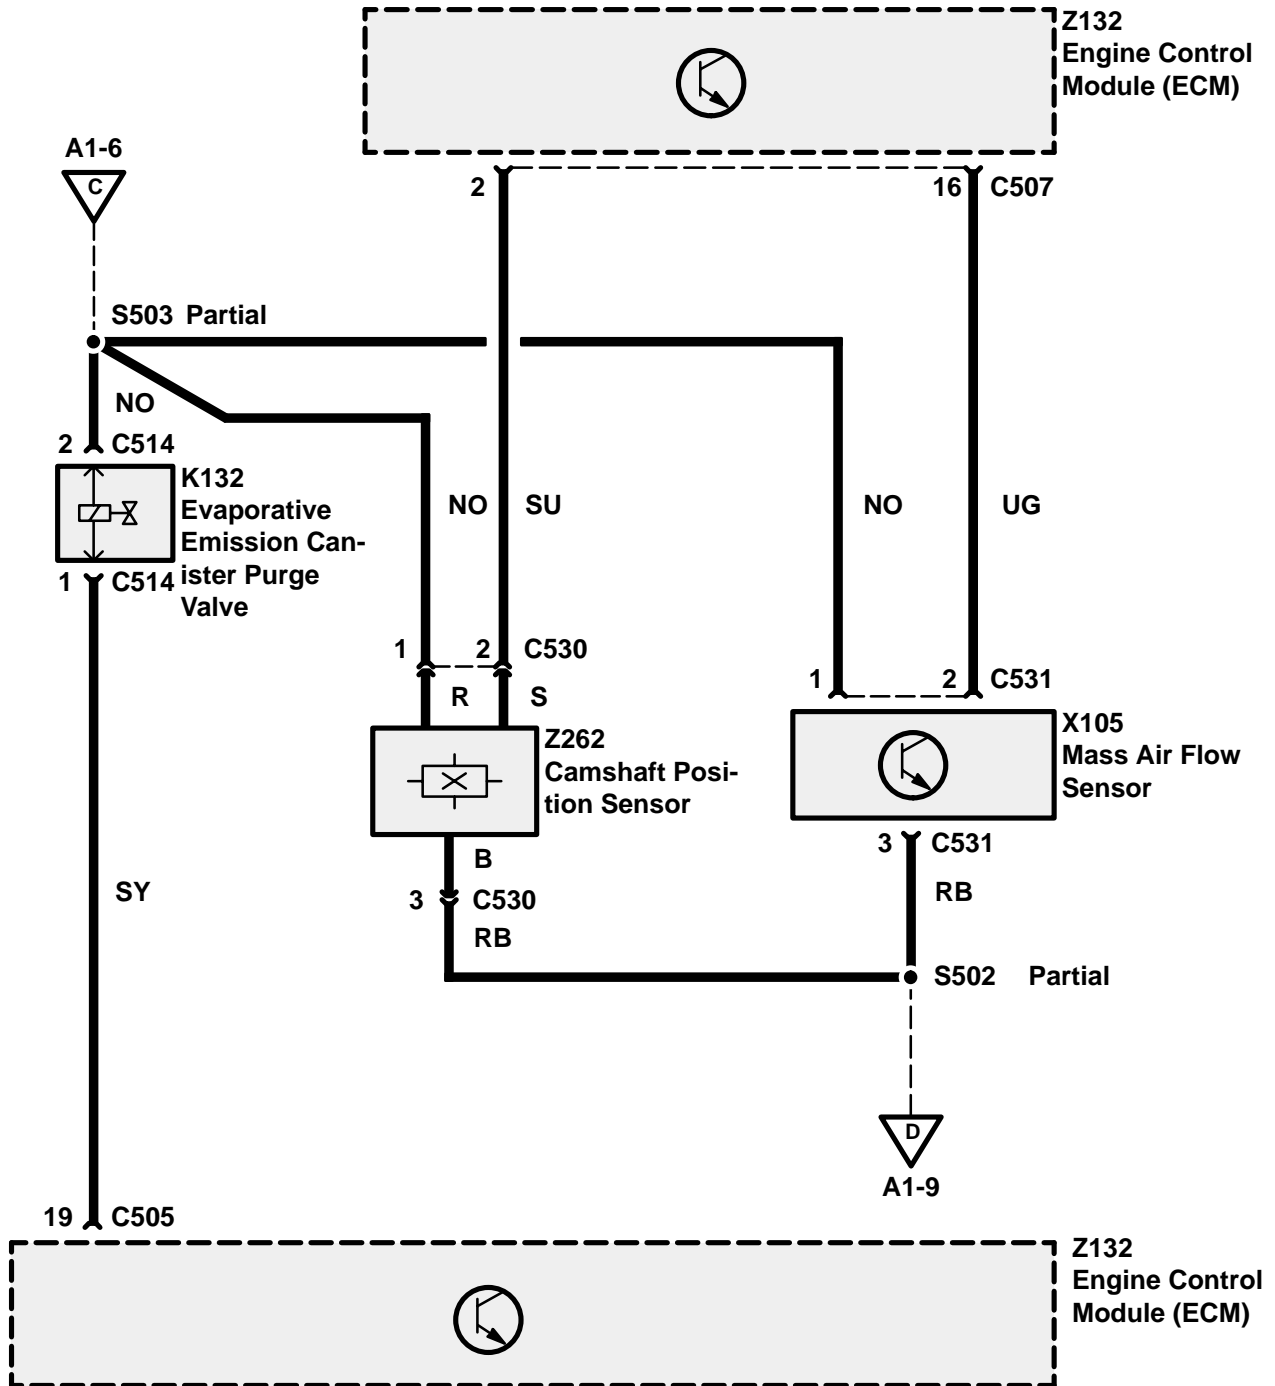 Z132
Engine Control
Module (ECM)
A1-6
C
2
16 C507
S503 Partial
NO
2 C514
K132
Evaporative
Emission Can-
ister Purge
Valve
1 C514
NO
SU
NO
UG
1
2 C530
R
S
1
2 C531
Z262
Camshaft Posi-
tion Sensor
X105
Mass Air Flow
Sensor
B
3 C530
RB
3 C531
RB
SY
S502 Partial
D
A1-9
19 C505
Z132
Engine Control
Module (ECM)